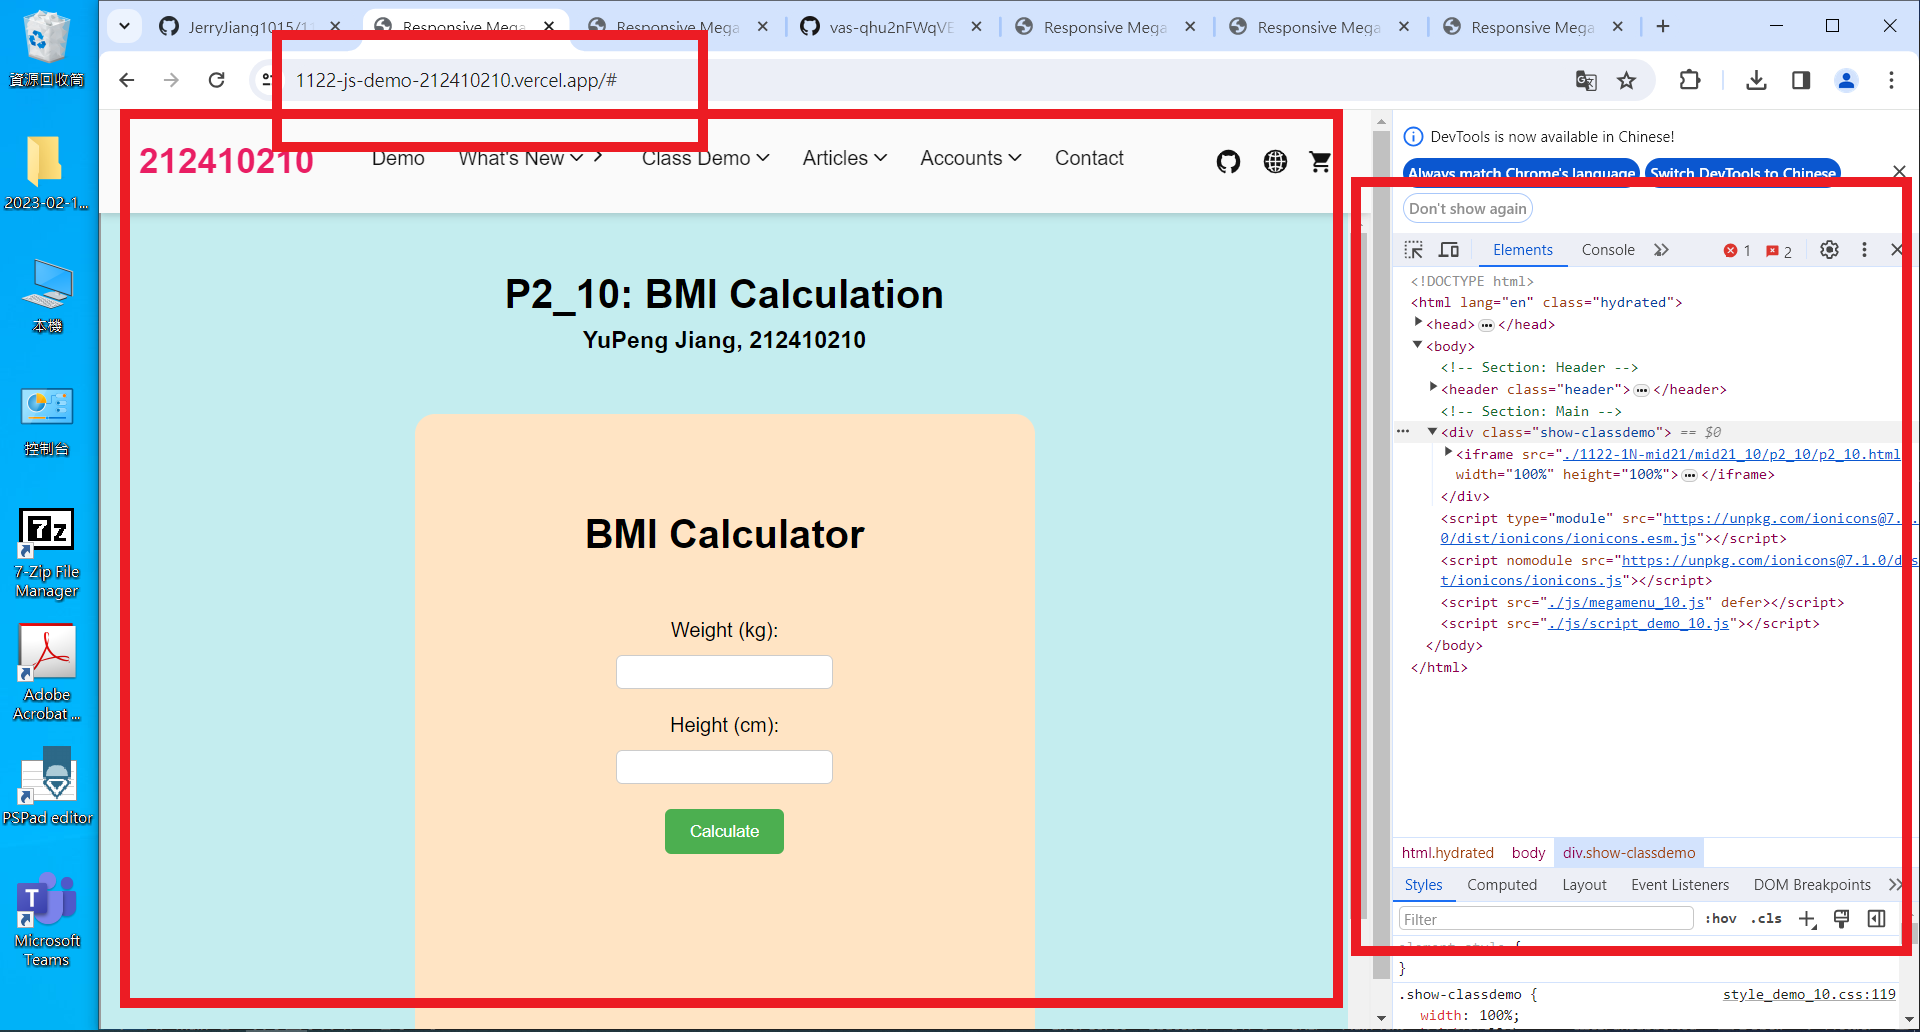 資源回收筒
2023-02-1...
本機
控制台
7-Zip File
Manager
Adobe
Acrobat ...
PSPad editor
Microsoft
Teams
JerryJiang1015/11
Responsive Mega
Responsive Mega
vas-qhu2nFWqVE
Responsive Mega
Responsive Mega
Responsive Mega
1122-js-demo-212410210.vercel.app/#
212410210
Demo
What's New
Class Demo
Articles
Accounts
Contact
P2_10: BMI Calculation
YuPeng Jiang, 212410210
BMI Calculator
Weight (kg):
Height (cm):
Calculate
DevTools is now available in Chinese!
Always match Chrome's language
Switch DevTools to Chinese
Don't show again
Elements
Console
1
2
<!DOCTYPE html>
<html lang="en" class="hydrated">
<head>…</head>
<body>
<!-- Section: Header -->
<header class="header">…</header>
<!-- Section: Main -->
<div class="show-classdemo"> == $0
<iframe src="./1122-1N-mid21/mid21_10/p2_10/p2_10.html
width="100%" height="100%">…</iframe>
</div>
<script type="module" src="https://unpkg.com/ionicons@7.
0/dist/ionicons/ionicons.esm.js"></script>
<script nomodule src="https://unpkg.com/ionicons@7.1.0/dis
t/ionicons/ionicons.js"></script>
<script src="./js/megamenu_10.js" defer></script>
<script src="./js/script_demo_10.js"></script>
</body>
</html>
html.hydrated
body
div.show-classdemo
Styles
Computed
Layout
Event Listeners
DOM Breakpoints
Filter
:hov
.cls
}
.show-classdemo {
style_demo_10.css:119
width: 100%;